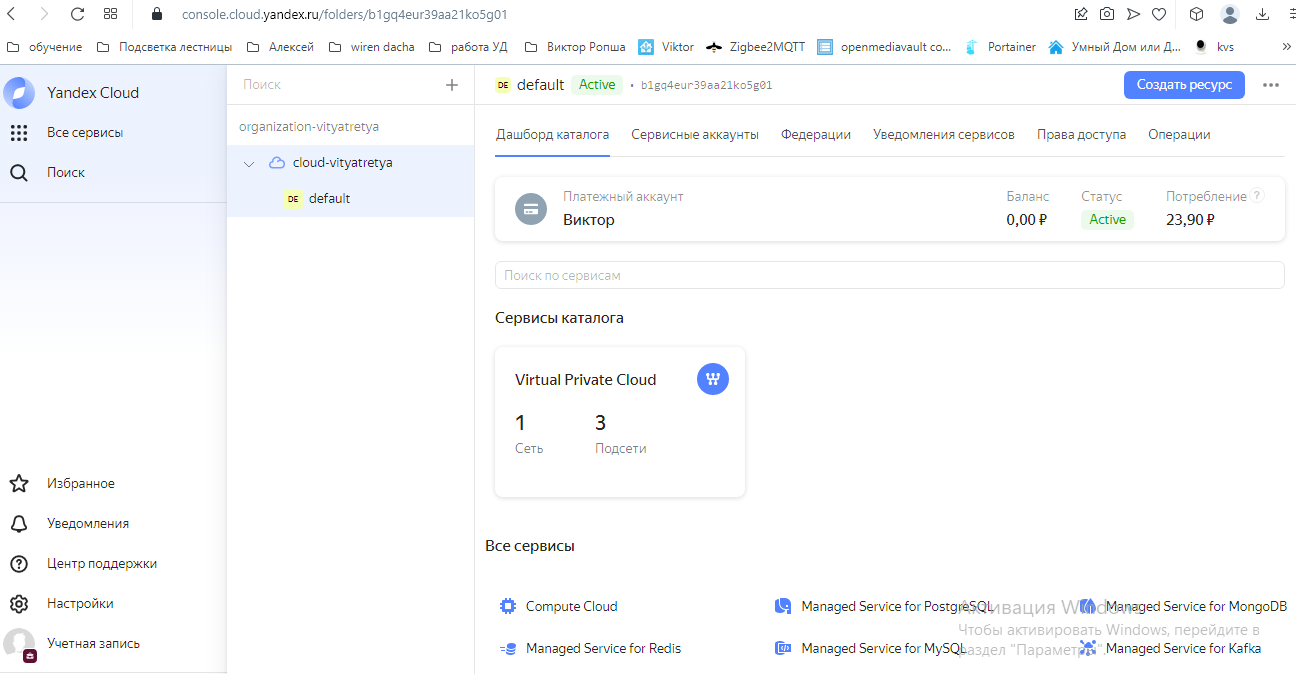 console.cloud.yandex.ru/folders/b1gq4eur39aa21ko5g01
обучение Подсветка лестницы Алексей wiren dacha работа УД Виктор Ропша Viktor Zigbee2MQTT openmediavault co... Portainer Умный Дом или Д... kvs »
Yandex Cloud
Все сервисы
Поиск
Избранное
Уведомления
Центр поддержки
Настройки
Учетная запись
Поиск
organization-vityatretya
cloud-vityatretya
DE default
DE default Active • b1gq4eur39aa21ko5g01 Создать ресурс
Дашборд каталога Сервисные аккаунты Федерации Уведомления сервисов Права доступа Операции
Платежный аккаунт Баланс Статус Потребление ?
Виктор 0,00 ₽ Active 23,90 ₽
Поиск по сервисам
Сервисы каталога
Virtual Private Cloud
1 3
Сеть Подсети
Все сервисы
Compute Cloud Managed Service for PostgreSQL Managed Service for MongoDB
Managed Service for Redis Managed Service for MySQL Managed Service for Kafka
Активация Windows
Чтобы активировать Windows, перейдите в
раздел "Параметры".